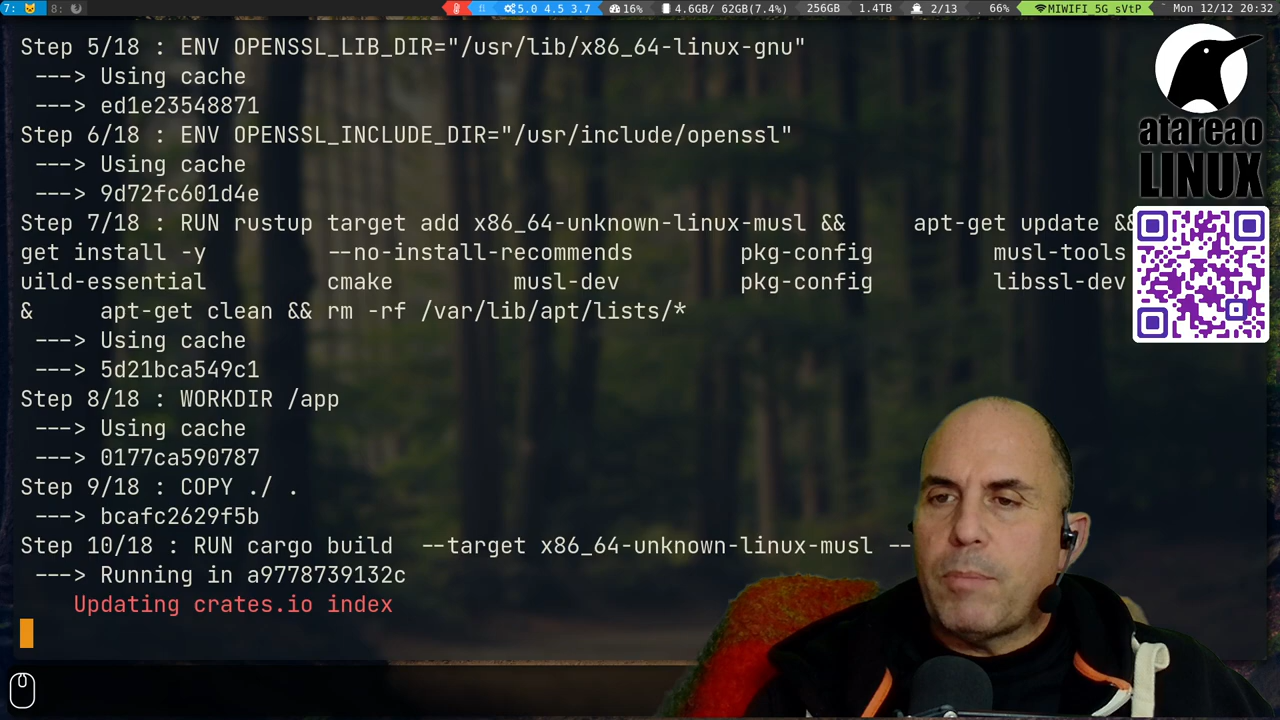 7: 8: 5.0 4.5 3.7 16% 4.6GB/ 62GB(7.4%) 256GB 1.4TB 2/13 66% MIWIFI 5G sVtP Mon 12/12 20:32
Step 5/18 : ENV OPENSSL_LIB_DIR="/usr/lib/x86_64-linux-gnu"
---> Using cache
---> ed1e23548871
Step 6/18 : ENV OPENSSL_INCLUDE_DIR="/usr/include/openssl"
---> Using cache
---> 9d72fc601d4e
Step 7/18 : RUN rustup target add x86_64-unknown-linux-musl && apt-get update &&
get install -y --no-install-recommends pkg-config musl-tools
uild-essential cmake musl-dev pkg-config libssl-dev
& apt-get clean && rm -rf /var/lib/apt/lists/*
---> Using cache
---> 5d21bca549c1
Step 8/18 : WORKDIR /app
---> Using cache
---> 0177ca590787
Step 9/18 : COPY ./ .
---> bcafc2629f5b
Step 10/18 : RUN cargo build --target x86_64-unknown-linux-musl --
---> Running in a9778739132c
Updating crates.io index
atareao
LINUX